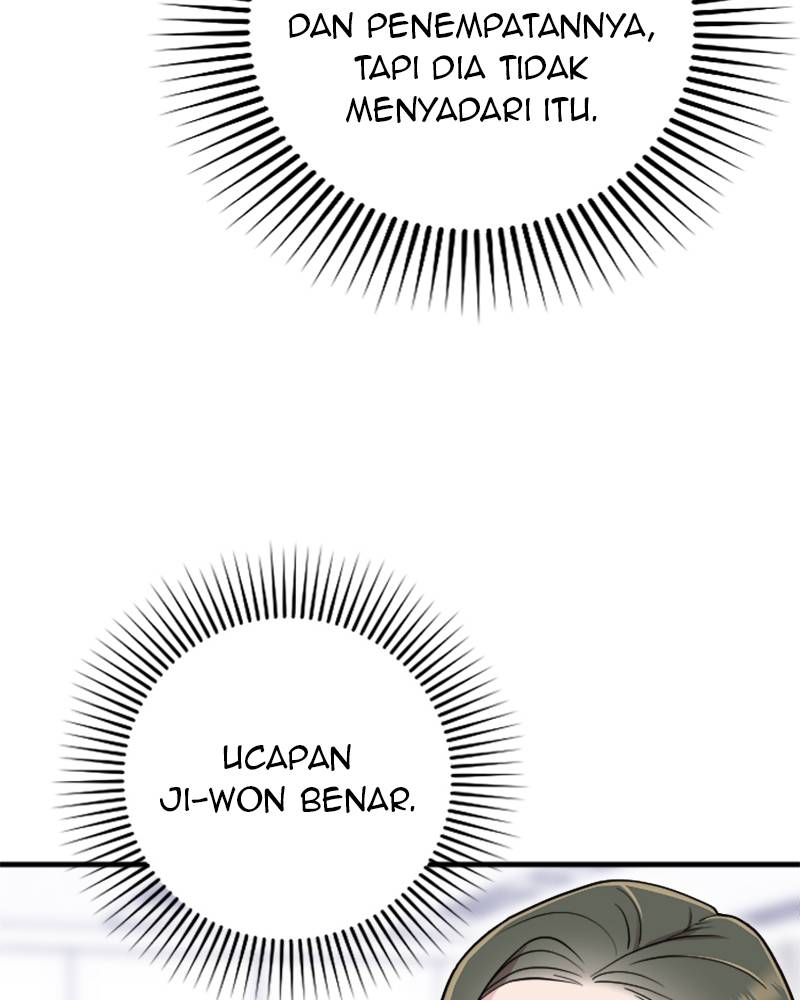 DAN PENEMPATANNYA,
TAPI DIA TIDAK
MENYADARI ITU.
UCAPAN
JI-WON BENAR.